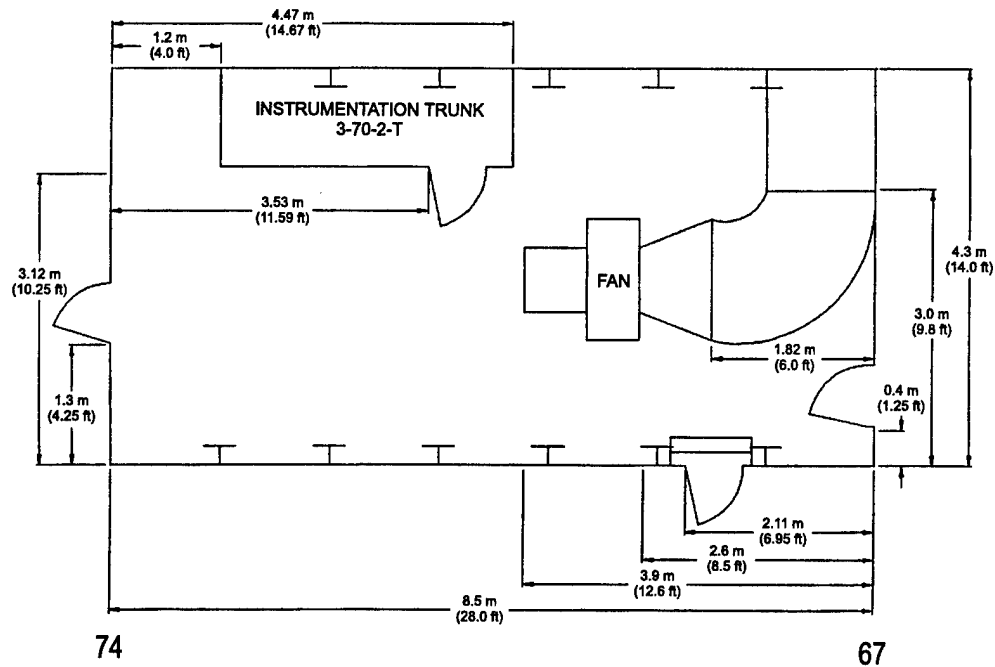 4.47 m
(14.67 ft)
1.2 m
(4.0 ft)
INSTRUMENTATION TRUNK
3-70-2-T
3.53 m
(11.59 ft)
3.12 m
(10.25 ft)
FAN
4.3 m
(14.0 ft)
3.0 m
(9.8 ft)
1.82 m
(6.0 ft)
1.3 m
(4.25 ft)
0.4 m
(1.25 ft)
2.11 m
(6.95 ft)
2.6 m
(8.5 ft)
3.9 m
(12.6 ft)
8.5 m
(28.0 ft)
74
67